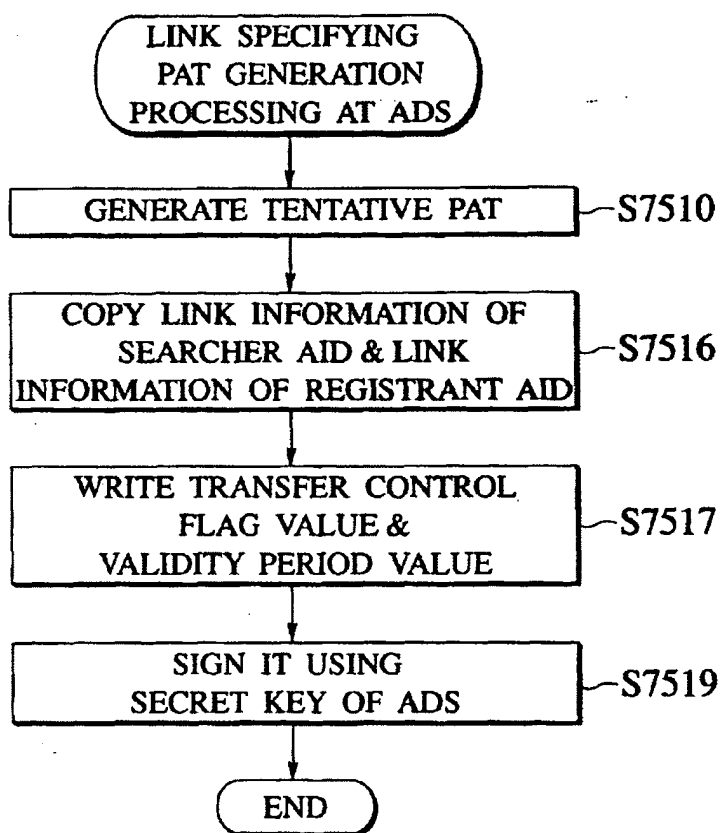 LINK SPECIFYING
PAT GENERATION
PROCESSING AT ADS
GENERATE TENTATIVE PAT
S7510
COPY LINK INFORMATION OF
SEARCHER AID & LINK
INFORMATION OF REGISTRANT AID
S7516
WRITE TRANSFER CONTROL
FLAG VALUE &
VALIDITY PERIOD VALUE
S7517
SIGN IT USING
SECRET KEY OF ADS
S7519
END